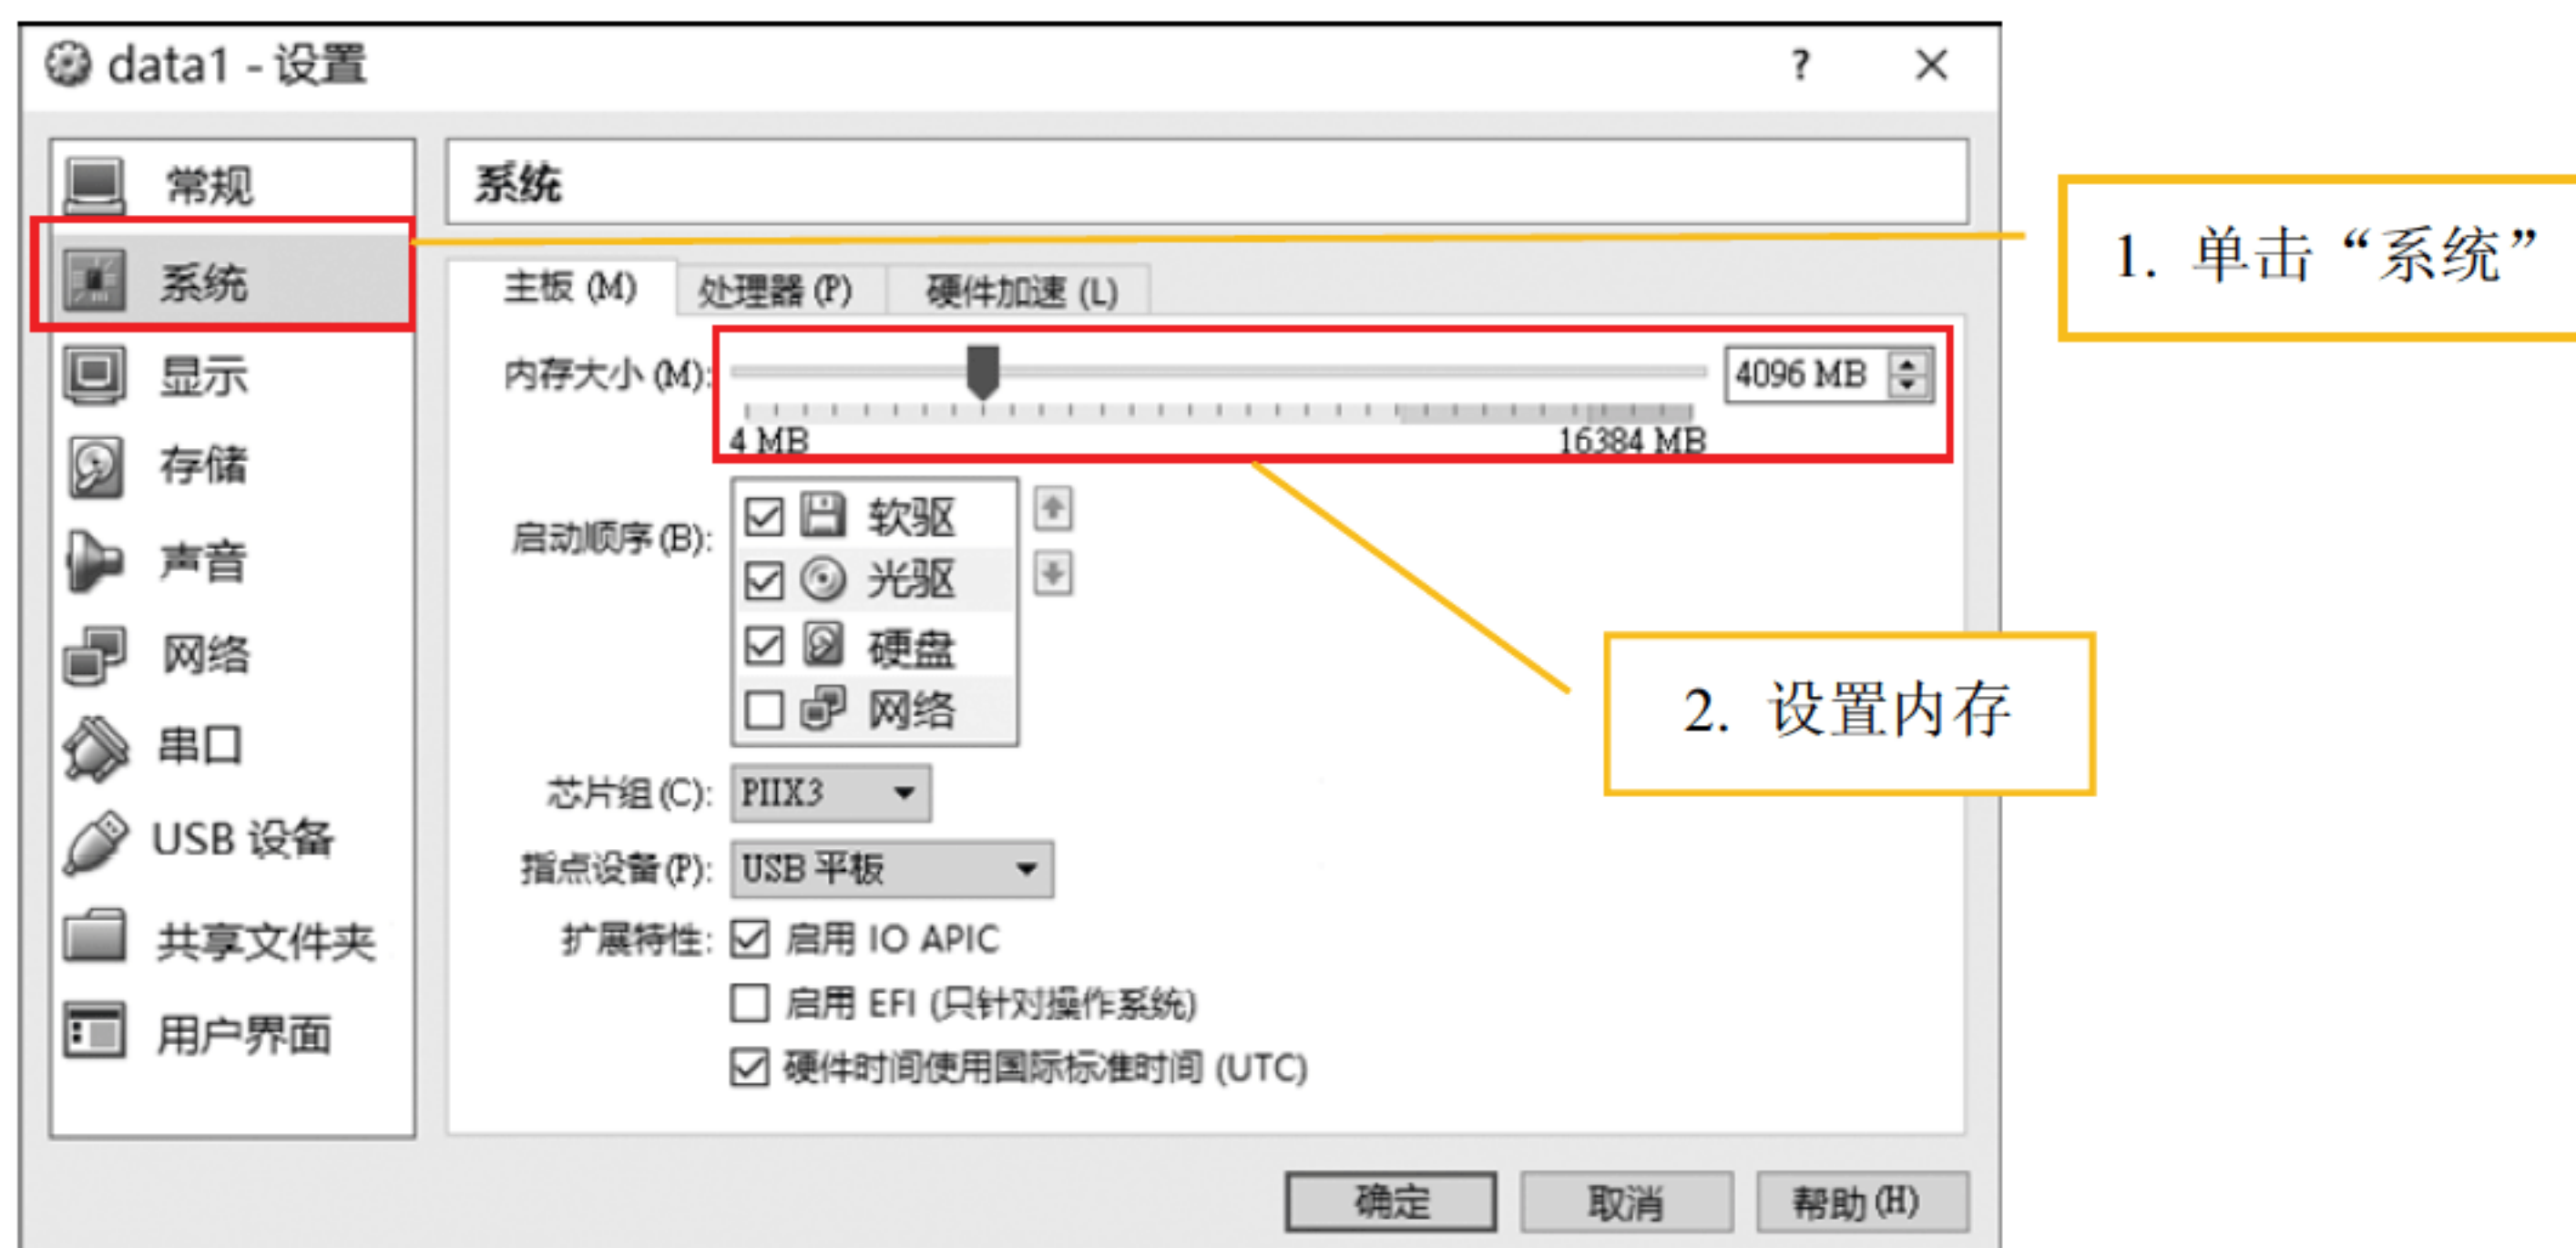 data1 - 设置
?
常规
系统
显示
存储
声音
网络
串口
USB 设备
共享文件夹
用户界面
系统
主板 (M) 处理器 (P) 硬件加速 (L)
内存大小 (M): 4096 MB
4 MB 16384 MB
启动顺序 (B): 软驱
光驱
硬盘
网络
芯片组 (C): PIIX3
指点设备 (P): USB 平板
扩展特性: 启用 IO APIC
启用 EFI (只针对操作系统)
硬件时间使用国际标准时间 (UTC)
确定 取消 帮助 (H)
1. 单击“系统”
2. 设置内存